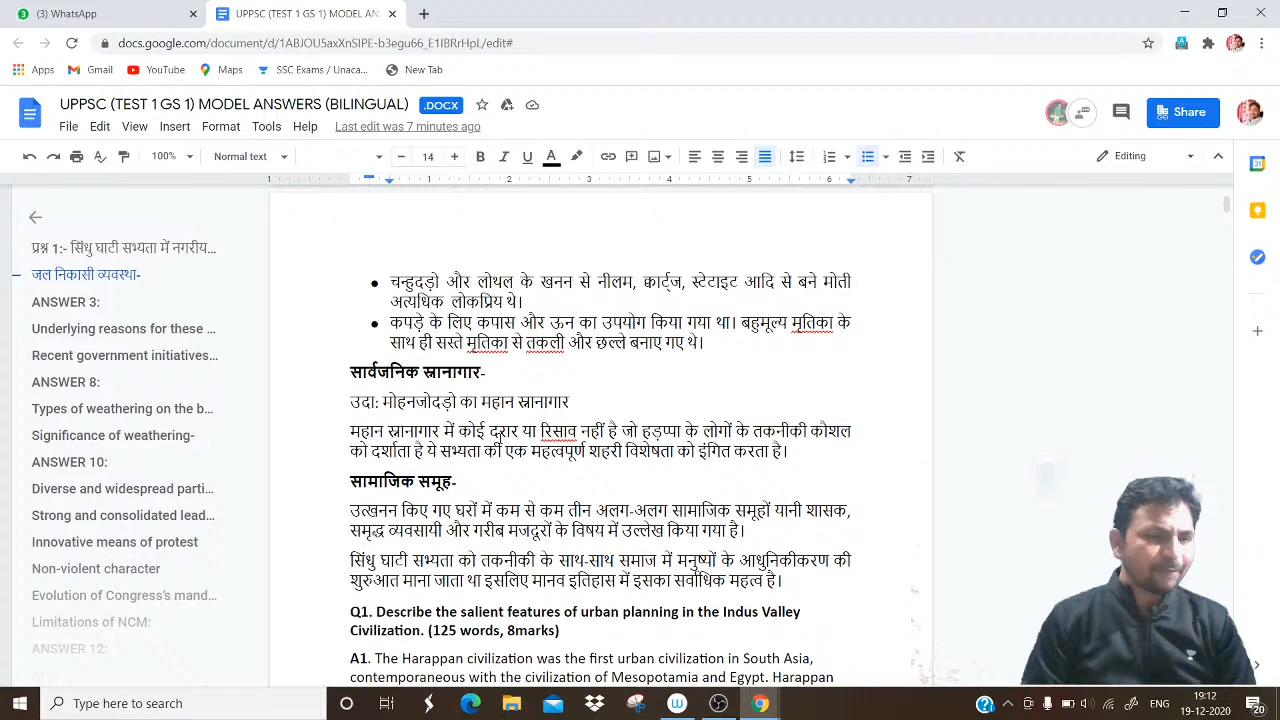 (3) WhatsApp
UPPSC (TEST 1 GS 1) MODEL AN
docs.google.com/document/d/1ABJOU5axXnSIPE-b3egu66_E1IBRrHpL/edit#
Apps Gmail YouTube Maps SSC Exams / Unaca... New Tab
UPPSC (TEST 1 GS 1) MODEL ANSWERS (BILINGUAL) .DOCX
Share
File Edit View Insert Format Tools Help Last edit was 7 minutes ago
100% Normal text 14 B I U A Editing
1 1 2 3 4 5 6 7
प्रश्न 1:- सिंधु घाटी सभ्यता में नगरीय...
जल निकासी व्यवस्था-
ANSWER 3:
Underlying reasons for these ...
Recent government initiatives...
ANSWER 8:
Types of weathering on the b...
Significance of weathering-
ANSWER 10:
Diverse and widespread parti...
Strong and consolidated lead...
Innovative means of protest
Non-violent character
Evolution of Congress's mand...
Limitations of NCM:
ANSWER 12:
• चन्हुदड़ो और लोथल के खनन से नीलम, क्वार्ट्ज, स्टेटाइट आदि से बने मोती
अत्यधिक लोकप्रिय थे।
• कपड़े के लिए कपास और ऊन का उपयोग किया गया था। बहुमूल्य मृतिका के
साथ ही सस्ते मृतिका से तकली और छल्ले बनाए गए थे।
सार्वजनिक स्नानागार-
उदा: मोहनजोदड़ो का महान स्नानागार
महान स्नानागार में कोई दरार या रिसाव नहीं है जो हड़प्पा के लोगों के तकनीकी कौशल
को दर्शाता है ये सभ्यता की एक महत्वपूर्ण शहरी विशेषता को इंगित करता है।
सामाजिक समूह-
उत्खनन किए गए घरों में कम से कम तीन अलग-अलग सामाजिक समूहों यानी शासक,
समृद्ध व्यवसायी और गरीब मजदूरों के विषय में उल्लेख किया गया है।
सिंधु घाटी सभ्यता को तकनीकी के साथ-साथ समाज में मनुष्यों के आधुनिकीकरण की
शुरुआत माना जाता था इसलिए मानव इतिहास में इसका सर्वाधिक महत्व है।
Q1. Describe the salient features of urban planning in the Indus Valley
Civilization. (125 words, 8marks)
A1. The Harappan civilization was the first urban civilization in South Asia,
contemporaneous with the civilization of Mesopotamia and Egypt. Harappan
Type here to search
ENG
19:12
19-12-2020
20